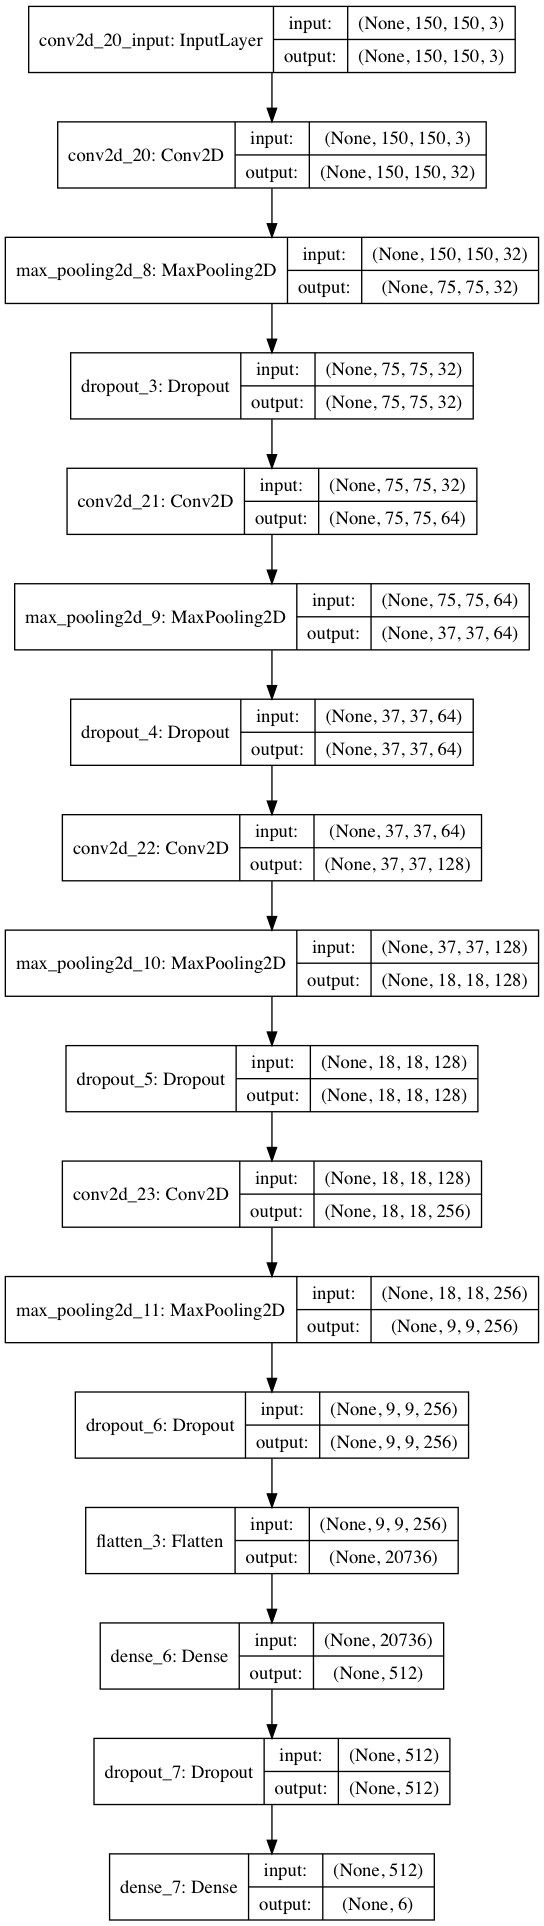 conv2d_20_input: InputLayer
input: (None, 150, 150, 3)
output: (None, 150, 150, 3)
conv2d_20: Conv2D
input: (None, 150, 150, 3)
output: (None, 150, 150, 32)
max_pooling2d_8: MaxPooling2D
input: (None, 150, 150, 32)
output: (None, 75, 75, 32)
dropout_3: Dropout
input: (None, 75, 75, 32)
output: (None, 75, 75, 32)
conv2d_21: Conv2D
input: (None, 75, 75, 32)
output: (None, 75, 75, 64)
max_pooling2d_9: MaxPooling2D
input: (None, 75, 75, 64)
output: (None, 37, 37, 64)
dropout_4: Dropout
input: (None, 37, 37, 64)
output: (None, 37, 37, 64)
conv2d_22: Conv2D
input: (None, 37, 37, 64)
output: (None, 37, 37, 128)
max_pooling2d_10: MaxPooling2D
input: (None, 37, 37, 128)
output: (None, 18, 18, 128)
dropout_5: Dropout
input: (None, 18, 18, 128)
output: (None, 18, 18, 128)
conv2d_23: Conv2D
input: (None, 18, 18, 128)
output: (None, 18, 18, 256)
max_pooling2d_11: MaxPooling2D
input: (None, 18, 18, 256)
output: (None, 9, 9, 256)
dropout_6: Dropout
input: (None, 9, 9, 256)
output: (None, 9, 9, 256)
flatten_3: Flatten
input: (None, 9, 9, 256)
output: (None, 20736)
dense_6: Dense
input: (None, 20736)
output: (None, 512)
dropout_7: Dropout
input: (None, 512)
output: (None, 512)
dense_7: Dense
input: (None, 512)
output: (None, 6)